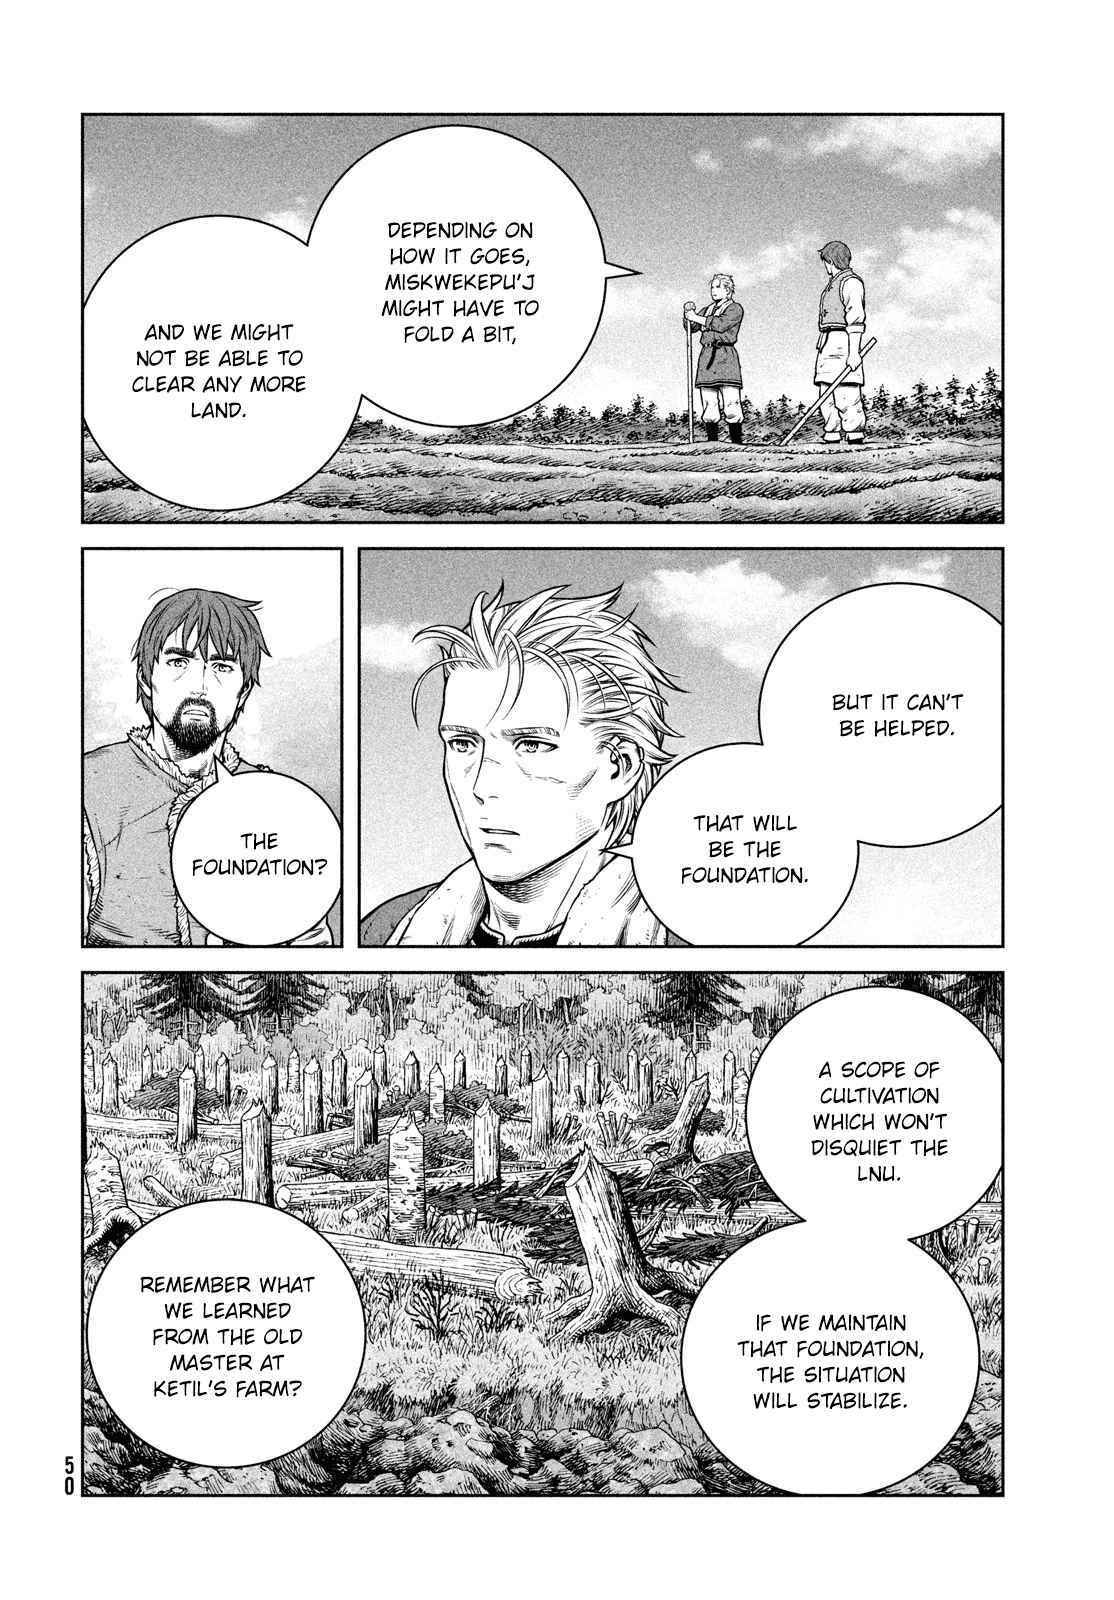 DEPENDING ON
HOW IT GOES,
MISKWEKEPU'J
MIGHT HAVE TO
FOLD A BIT,
AND WE MIGHT
NOT BE ABLE TO
CLEAR ANY MORE
LAND.
BUT IT CAN'T
BE HELPED.
THAT WILL
BE THE
FOUNDATION.
THE
FOUNDATION?
A SCOPE OF
CULTIVATION
WHICH WON'T
DISQUIET THE
LNU.
IF WE MAINTAIN
THAT FOUNDATION,
THE SITUATION
WILL STABILIZE.
REMEMBER WHAT
WE LEARNED
FROM THE OLD
MASTER AT
KETIL'S FARM?
50